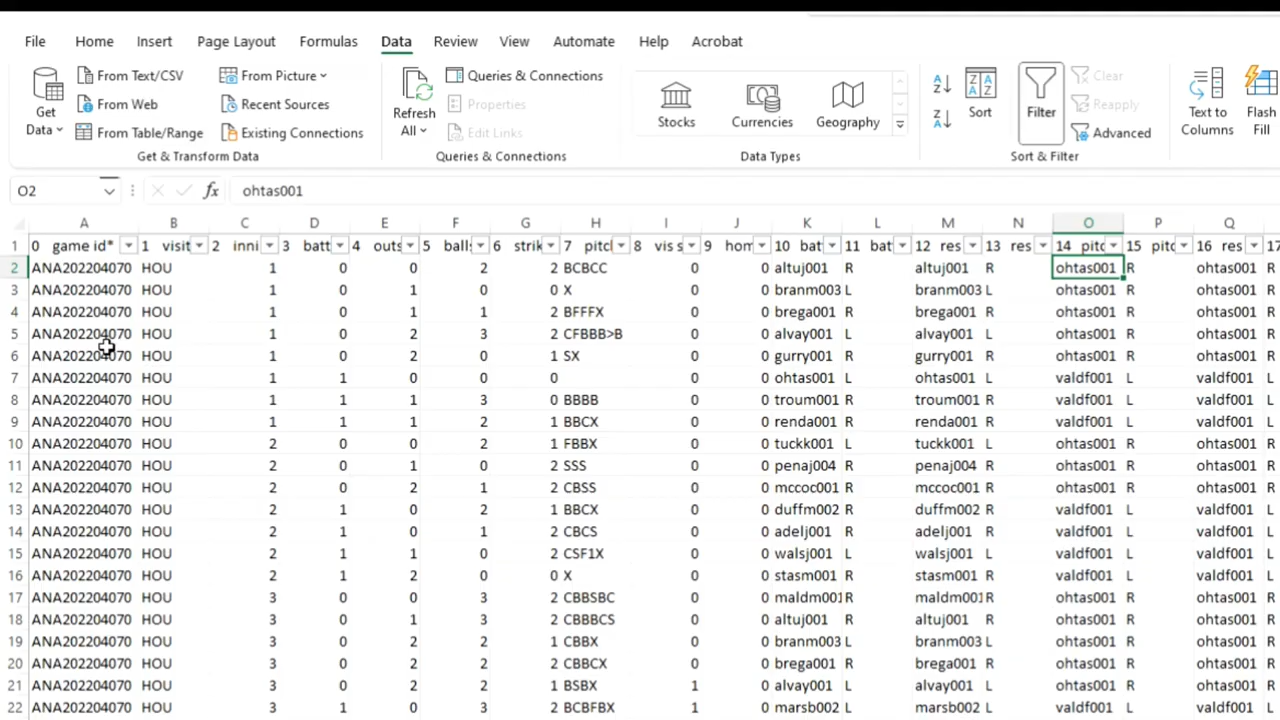 File Home Insert Page Layout Formulas Data Review View Automate Help Acrobat
Get Data
From Text/CSV
From Web
From Table/Range
From Picture
Recent Sources
Existing Connections
Get & Transform Data
Refresh All
Queries & Connections
Properties
Edit Links
Queries & Connections
Stocks Currencies Geography
Data Types
Sort
Filter
Clear
Reapply
Advanced
Sort & Filter
Text to Columns
Flash Fill
O2 fx ohtas001
A B C D E F G H I J K L M N O P Q
1 0 game id* 1 visit 2 inni 3 batt 4 outs 5 ball 6 strik 7 pitcl 8 vis s 9 hom 10 bat 11 bat 12 res 13 res 14 pitc 15 pitc 16 res 17
2 ANA202204070 HOU 1 0 0 2 2 BCBCC 0 0 altuj001 R altuj001 R ohtas001 R ohtas001 R
3 ANA202204070 HOU 1 0 1 0 0 X 0 0 branm003 L branm003 L ohtas001 R ohtas001 R
4 ANA202204070 HOU 1 0 1 1 2 BFFFX 0 0 brega001 R brega001 R ohtas001 R ohtas001 R
5 ANA202204070 HOU 1 0 2 3 2 CFBBB>B 0 0 alvay001 L alvay001 L ohtas001 R ohtas001 R
6 ANA202204070 HOU 1 0 2 0 1 SX 0 0 gurry001 R gurry001 R ohtas001 R ohtas001 R
7 ANA202204070 HOU 1 1 0 0 0 0 0 ohtas001 L ohtas001 L valdf001 L valdf001 L
8 ANA202204070 HOU 1 1 1 3 0 BBBB 0 0 troum001 R troum001 R valdf001 L valdf001 L
9 ANA202204070 HOU 1 1 1 2 1 BBCX 0 0 renda001 R renda001 R valdf001 L valdf001 L
10 ANA202204070 HOU 2 0 0 2 1 FBBX 0 0 tuckk001 L tuckk001 L ohtas001 R ohtas001 R
11 ANA202204070 HOU 2 0 1 0 2 SSS 0 0 penaj004 R penaj004 R ohtas001 R ohtas001 R
12 ANA202204070 HOU 2 0 2 1 2 CBSS 0 0 mccoc001 R mccoc001 R ohtas001 R ohtas001 R
13 ANA202204070 HOU 2 1 0 2 1 BBCX 0 0 duffm002 R duffm002 R valdf001 L valdf001 L
14 ANA202204070 HOU 2 1 0 1 2 CBCS 0 0 adelj001 R adelj001 R valdf001 L valdf001 L
15 ANA202204070 HOU 2 1 1 0 2 CSF1X 0 0 walsj001 L walsj001 L valdf001 L valdf001 L
16 ANA202204070 HOU 2 1 2 0 0 X 0 0 stasm001 R stasm001 R valdf001 L valdf001 L
17 ANA202204070 HOU 3 0 0 3 2 CBBSBC 0 0 maldm001 R maldm001 R ohtas001 R ohtas001 R
18 ANA202204070 HOU 3 0 1 3 2 CBBBCS 0 0 altuj001 R altuj001 R ohtas001 R ohtas001 R
19 ANA202204070 HOU 3 0 2 2 1 CBBX 0 0 branm003 L branm003 L ohtas001 R ohtas001 R
20 ANA202204070 HOU 3 0 2 2 2 CBBCX 0 0 brega001 R brega001 R ohtas001 R ohtas001 R
21 ANA202204070 HOU 3 0 2 2 1 BSBX 1 0 alvay001 L alvay001 L ohtas001 R ohtas001 R
22 ANA202204070 HOU 3 1 0 3 2 BCBFBX 1 0 marsb002 L marsb002 L valdf001 L valdf001 L